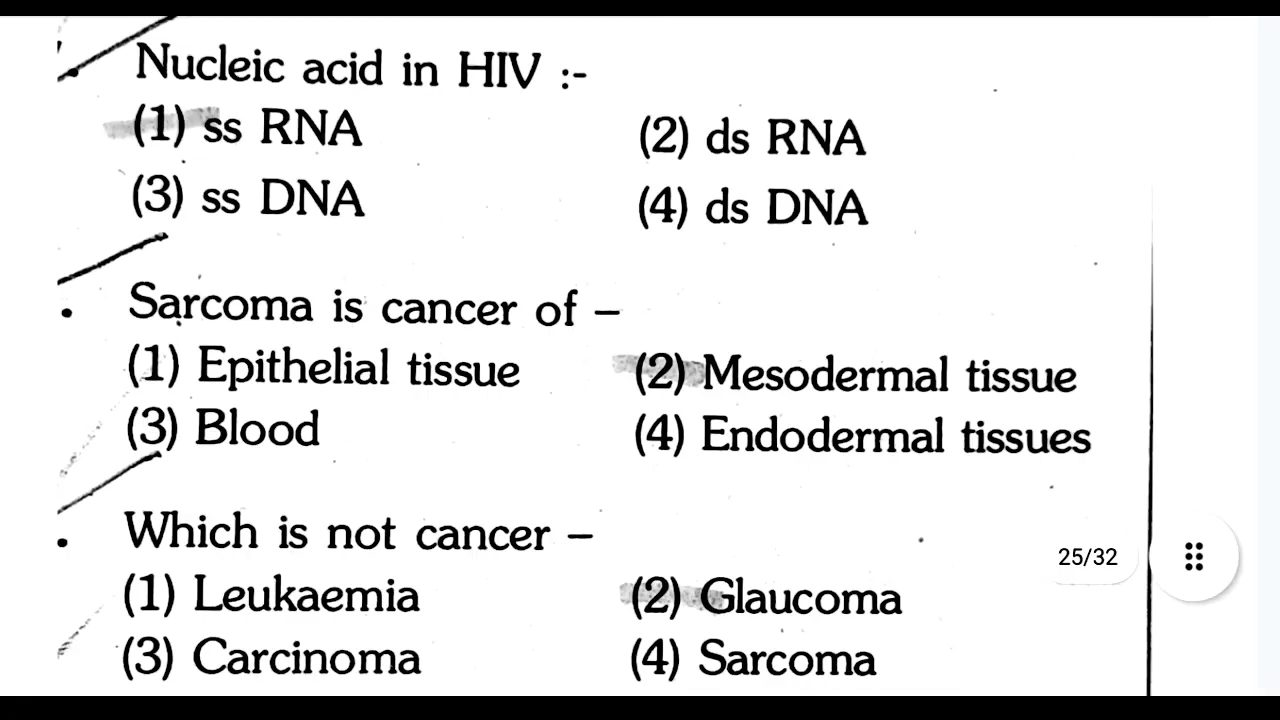 Nucleic acid in HIV :-
(1) ss RNA (2) ds RNA
(3) ss DNA (4) ds DNA
. Sarcoma is cancer of –
(1) Epithelial tissue (2) Mesodermal tissue
(3) Blood (4) Endodermal tissues
. Which is not cancer –
25/32
(1) Leukaemia (2) Glaucoma
(3) Carcinoma (4) Sarcoma